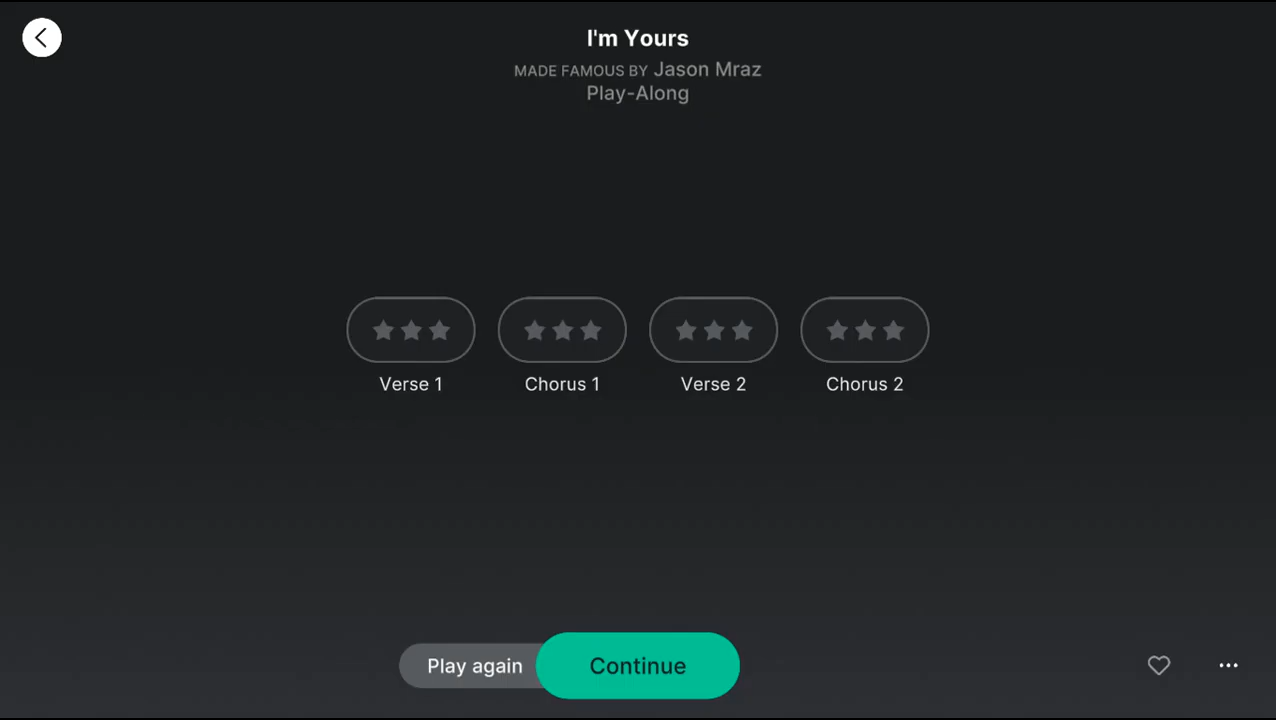 I'm Yours
MADE FAMOUS BY Jason Mraz
Play-Along
Verse 1
Chorus 1
Verse 2
Chorus 2
Play again
Continue